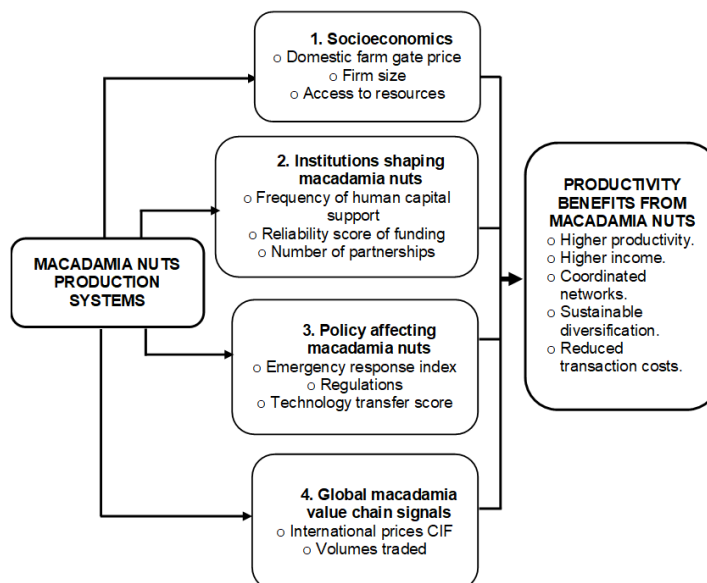 1. Socioeconomics
○ Domestic farm gate price
○ Firm size
○ Access to resources
2. Institutions shaping
macadamia nuts
○ Frequency of human capital
support
○ Reliability score of funding
○ Number of partnerships
MACADAMIA NUTS
PRODUCTION
SYSTEMS
3. Policy affecting
macadamia nuts
○ Emergency response index
○ Regulations
○ Technology transfer score
4. Global macadamia
value chain signals
○ International prices CIF
○ Volumes traded
PRODUCTIVITY
BENEFITS FROM
MACADAMIA NUTS
○ Higher productivity.
○ Higher income.
○ Coordinated
networks.
○ Sustainable
diversification.
○ Reduced
transaction costs.